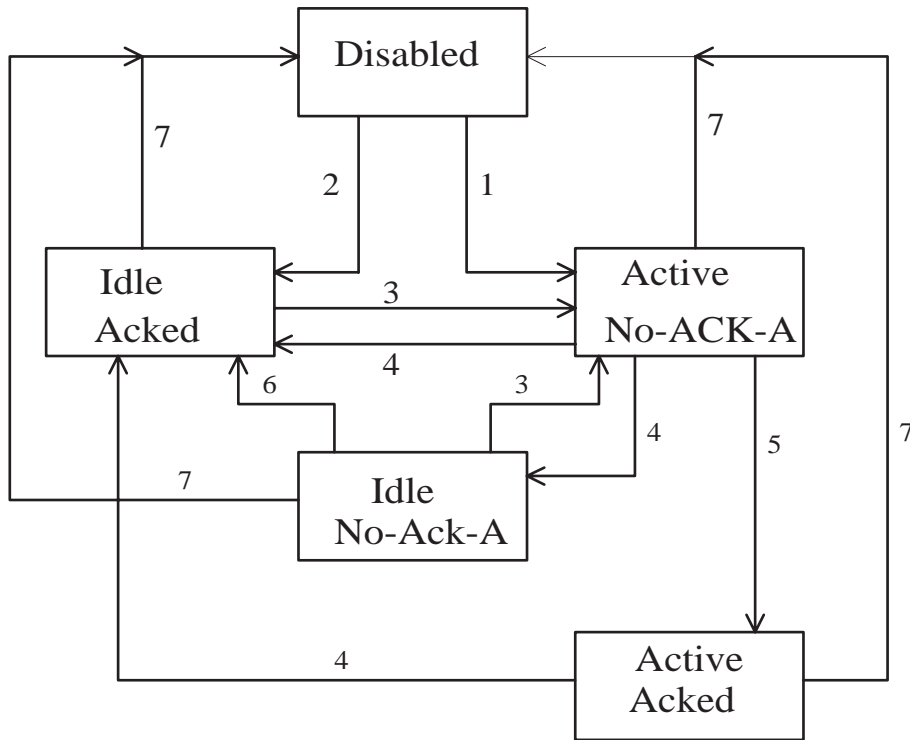 Disabled
7
2
1
7
Idle
Acked
3
4
Active
No-ACK-A
6
3
4
5
7
7
Idle
No-Ack-A
4
Active
Acked